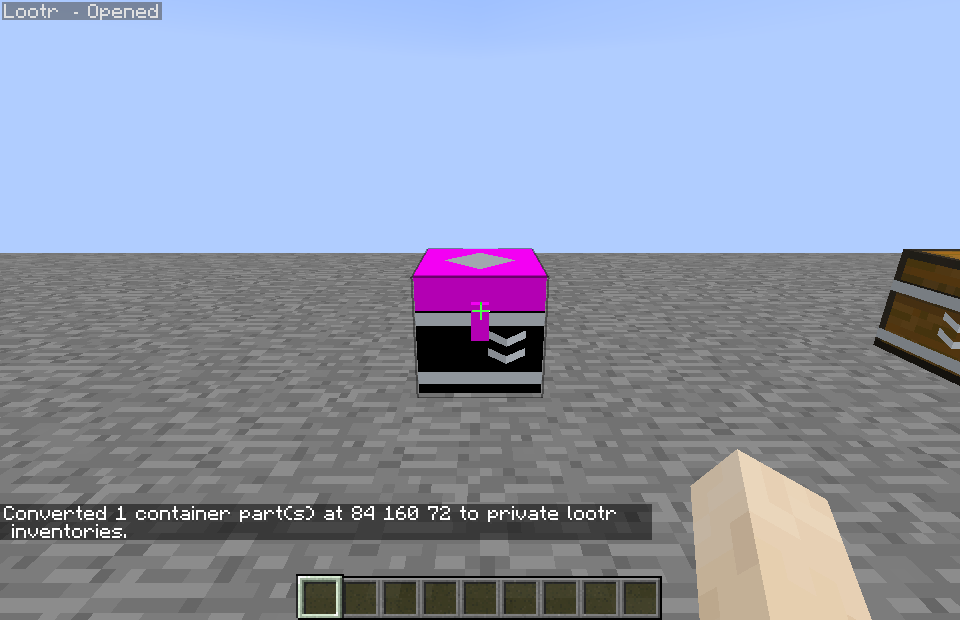 Lootr - Opened
Converted 1 container part(s) at 84 160 72 to private lootr
inventories.